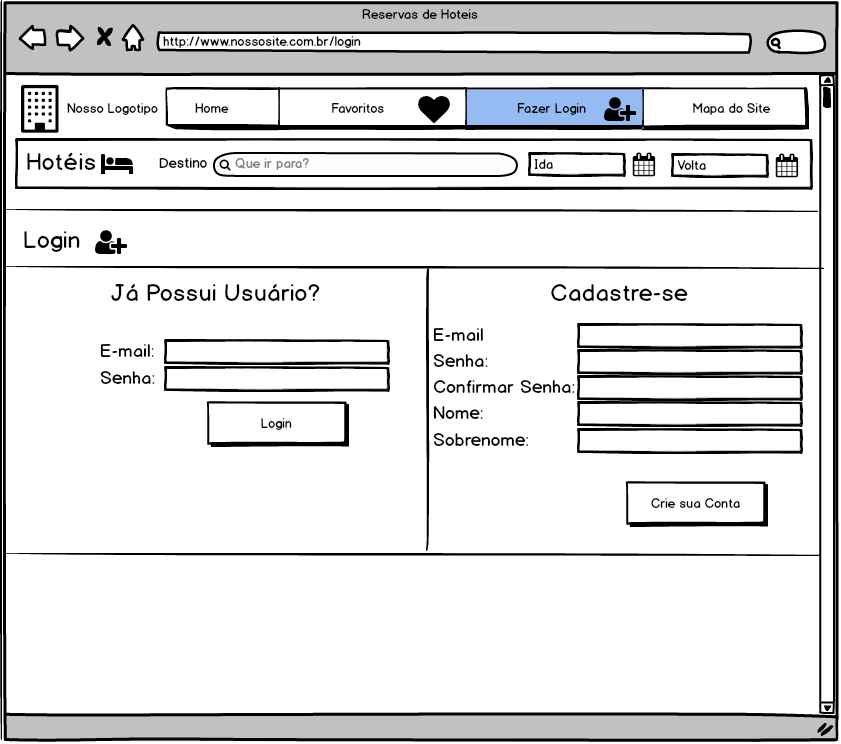 Reservas de Hoteis
http://www.nossosite.com.br/login
Nosso Logotipo Home Favoritos Fazer Login Mapa do Site
Hotéis Destino Que ir para? Ida Volta
Login
Já Possui Usuário?
E-mail:
Senha:
Login
Cadastre-se
E-mail
Senha:
Confirmar Senha:
Nome:
Sobrenome:
Crie sua Conta